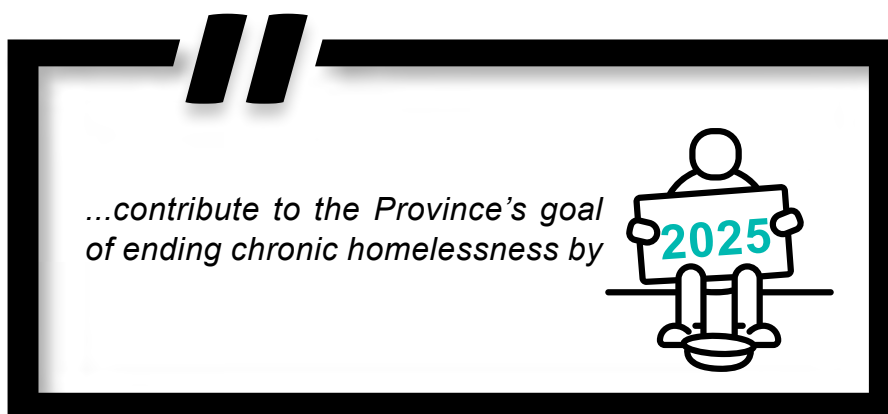 ...contribute to the Province’s goal
of ending chronic homelessness by
2025